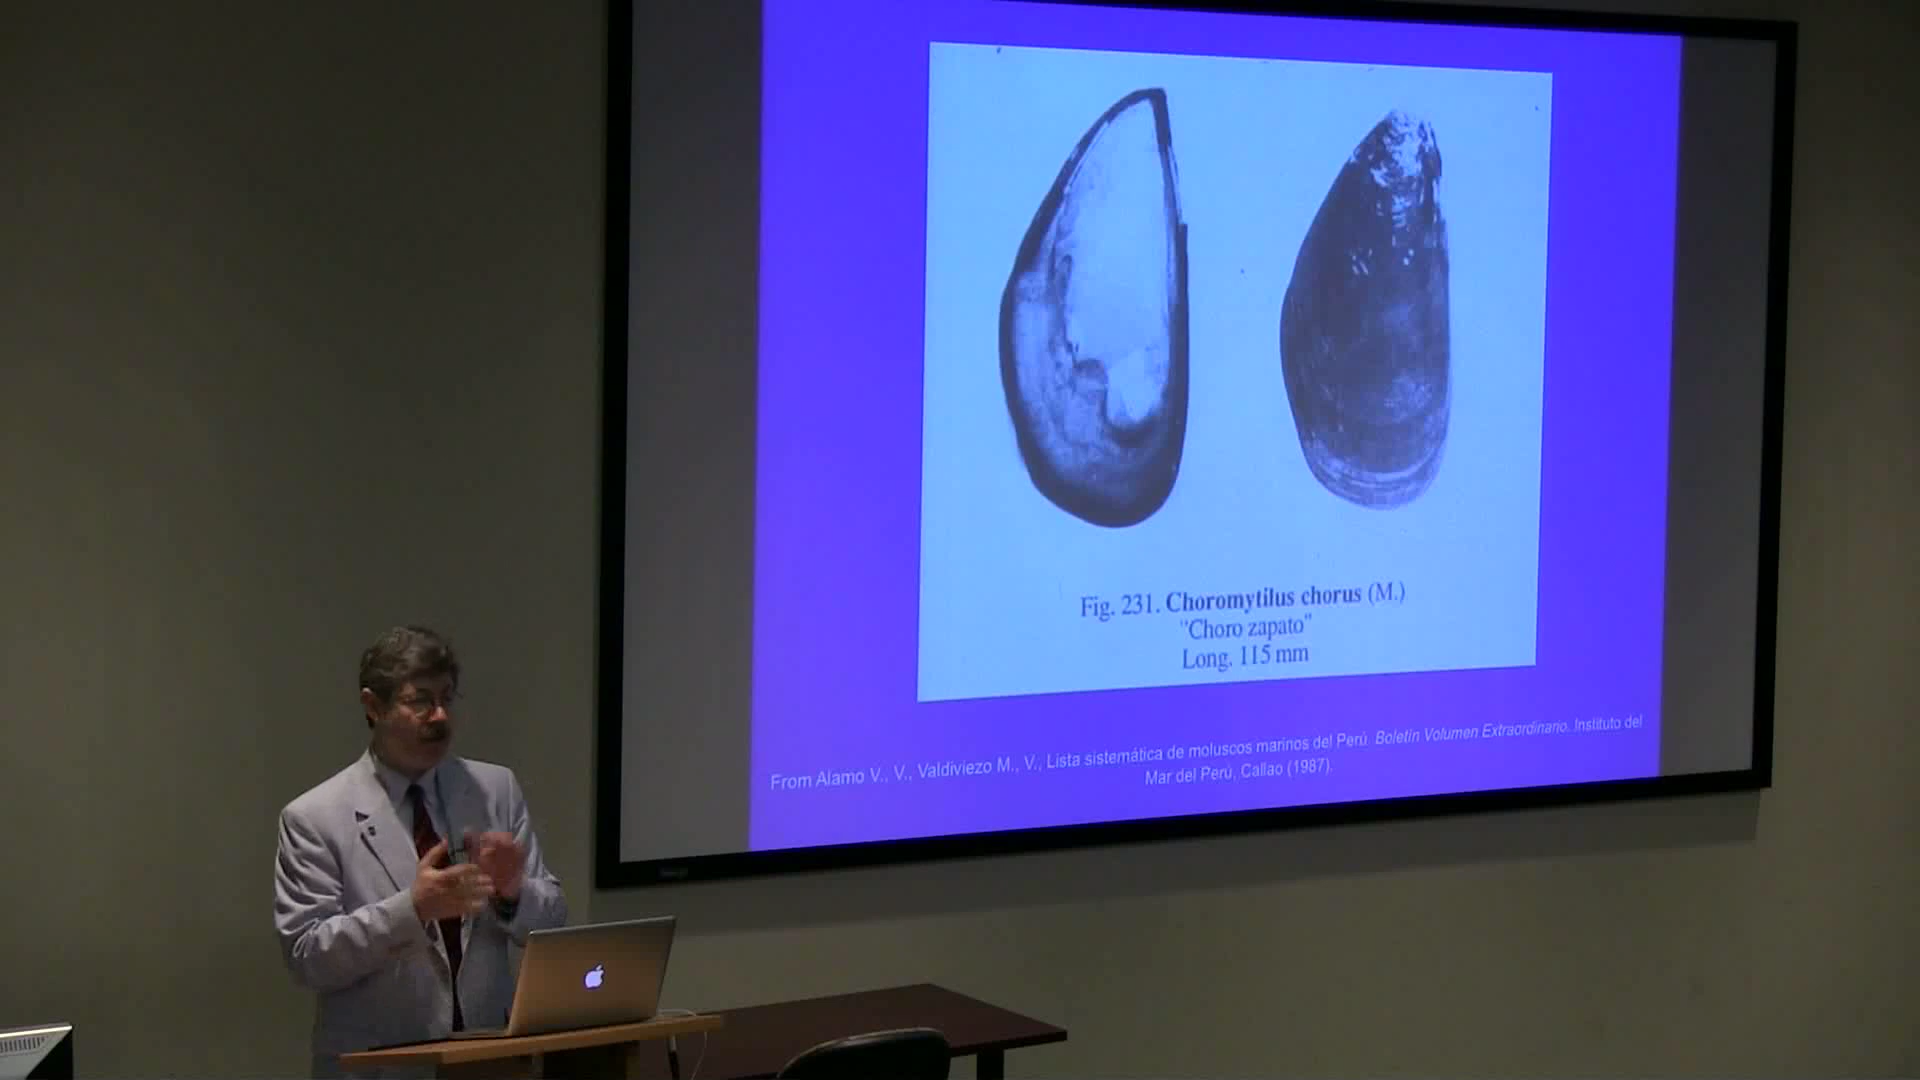 Fig. 231. Choromytilus chorus (M.)
"Choro zapato"
Long. 115 mm
From Alamo V., V., Valdiviezo M., V., Lista sistemática de moluscos marinos del Perú. Boletín Volumen Extraordinario. Instituto del
Mar del Perú, Callao (1987).